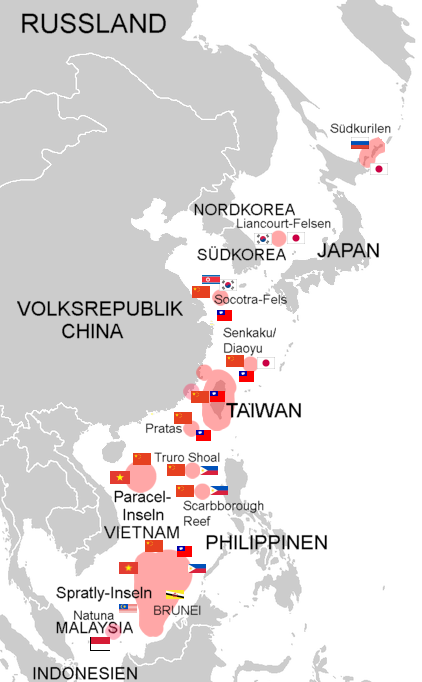 RUSSLAND
Südkurilen
NORDKOREA
Liancourt-Felsen
SÜDKOREA
JAPAN
Socotra-Fels
VOLKSREPUBLIK
CHINA
Senkaku/
Diaoyu
TAIWAN
Pratas
Truro Shoal
Paracel-
Inseln
Scarbborough
Reef
VIETNAM
PHILIPPINEN
Spratly-Inseln
BRUNEI
Natuna
MALAYSIA
INDONESIEN